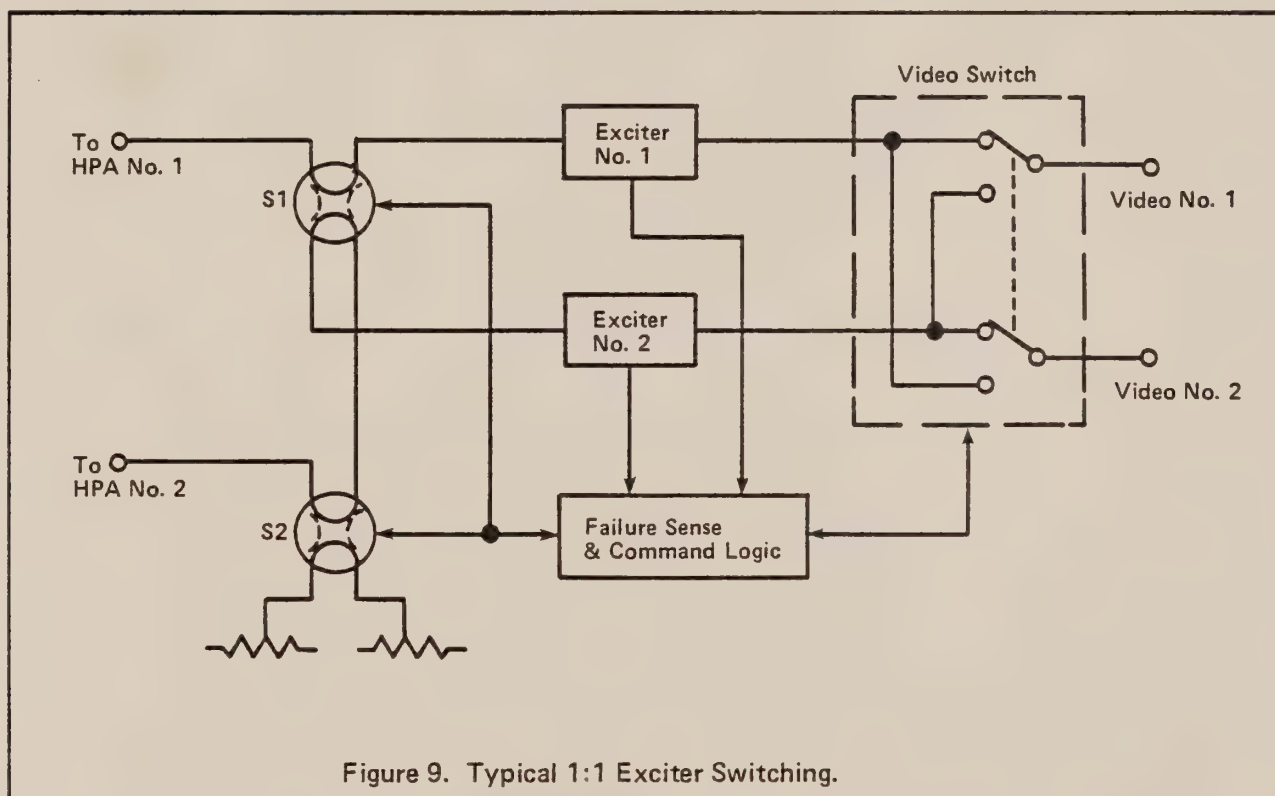 Video Switch
To
HPA No. 1
Exciter
No. 1
S1
Video No. 1
Exciter
No. 2
Video No. 2
To
HPA No. 2
S2
Failure Sense
& Command Logic
Figure 9. Typical 1:1 Exciter Switching.